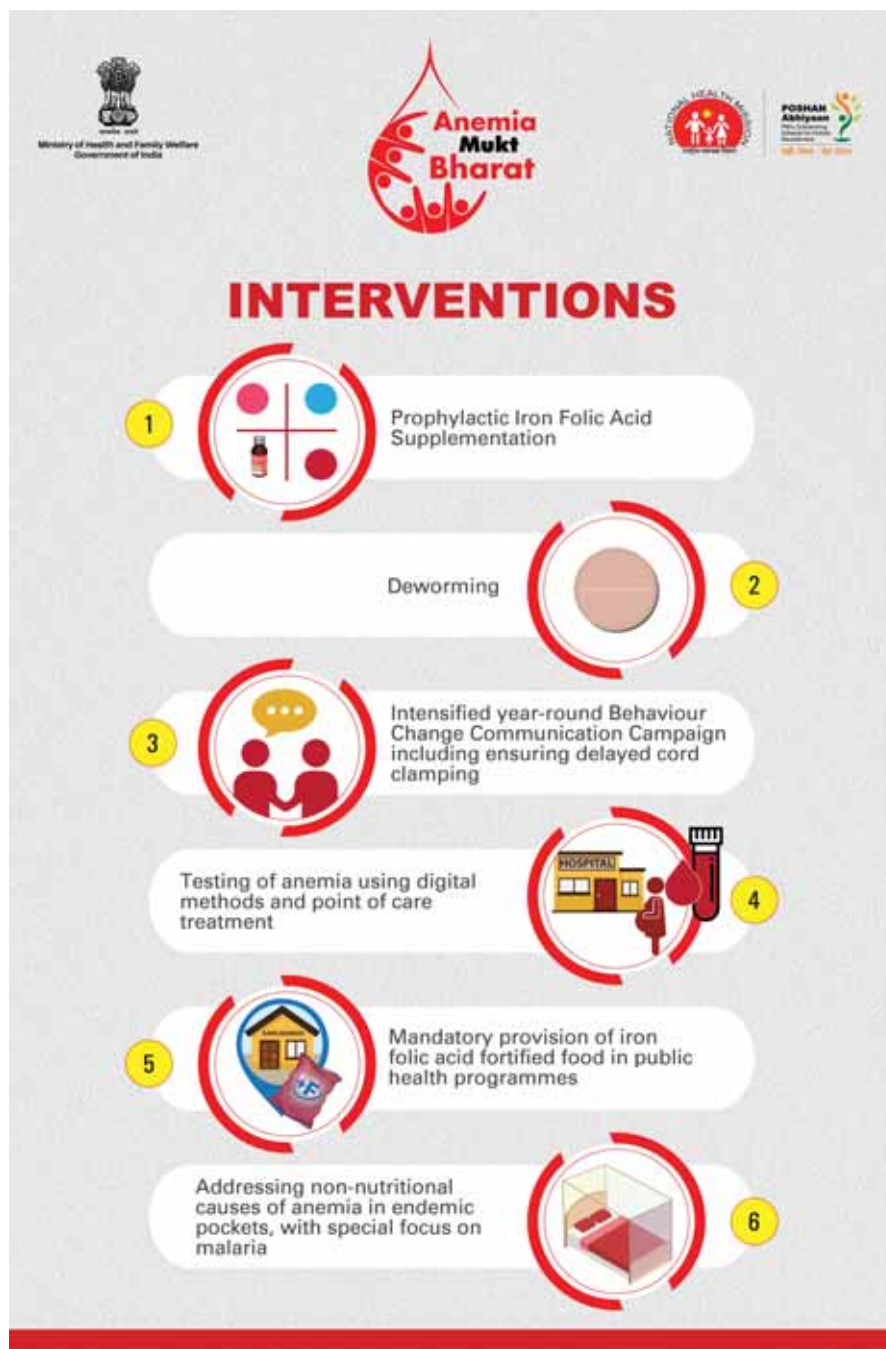 Ministry of Health and Family Welfare
Government of India
Anemia
Mukt
Bharat
NATIONAL HEALTH MISSION
POSHAN
Abhiyaan
INTERVENTIONS
1
Prophylactic Iron Folic Acid
Supplementation
Deworming
2
3
Intensified year-round Behaviour
Change Communication Campaign
including ensuring delayed cord
clamping
HOSPITAL
Testing of anemia using digital
methods and point of care
treatment
4
5
+F
Mandatory provision of iron
folic acid fortified food in public
health programmes
Addressing non-nutritional
causes of anemia in endemic
pockets, with special focus on
malaria
6